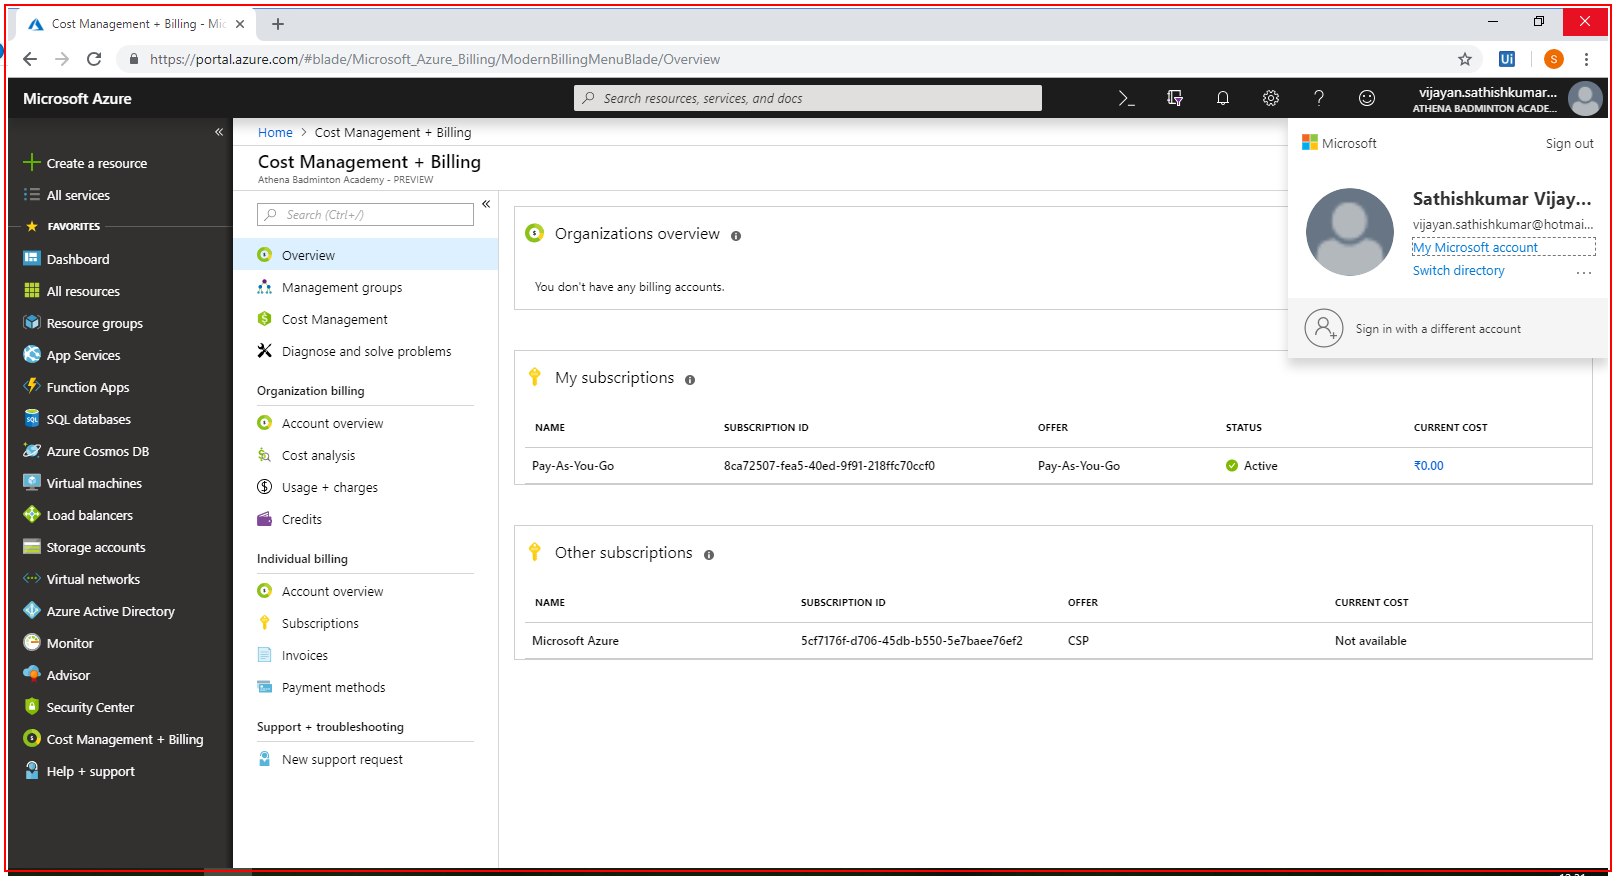 Cost Management + Billing - Mic
https://portal.azure.com/#blade/Microsoft_Azure_Billing/ModernBillingMenuBlade/Overview
Ui
S
Microsoft Azure
Search resources, services, and docs
vijayan.sathishkumar...
ATHENA BADMINTON ACADE...
Create a resource
All services
FAVORITES
Dashboard
All resources
Resource groups
App Services
Function Apps
SQL databases
Azure Cosmos DB
Virtual machines
Load balancers
Storage accounts
Virtual networks
Azure Active Directory
Monitor
Advisor
Security Center
Cost Management + Billing
Help + support
Home > Cost Management + Billing
Cost Management + Billing
Athena Badminton Academy - PREVIEW
Search (Ctrl+/)
Overview
Management groups
Cost Management
Diagnose and solve problems
Organization billing
Account overview
Cost analysis
Usage + charges
Credits
Individual billing
Account overview
Subscriptions
Invoices
Payment methods
Support + troubleshooting
New support request
Organizations overview
You don't have any billing accounts.
My subscriptions
NAME SUBSCRIPTION ID OFFER STATUS CURRENT COST
Pay-As-You-Go 8ca72507-fea5-40ed-9f91-218ffc70ccf0 Pay-As-You-Go Active ₹0.00
Other subscriptions
NAME SUBSCRIPTION ID OFFER CURRENT COST
Microsoft Azure 5cf7176f-d706-45db-b550-5e7baee76ef2 CSP Not available
Microsoft
Sign out
Sathishkumar Vijay...
vijayan.sathishkumar@hotmai...
My Microsoft account
Switch directory
...
Sign in with a different account